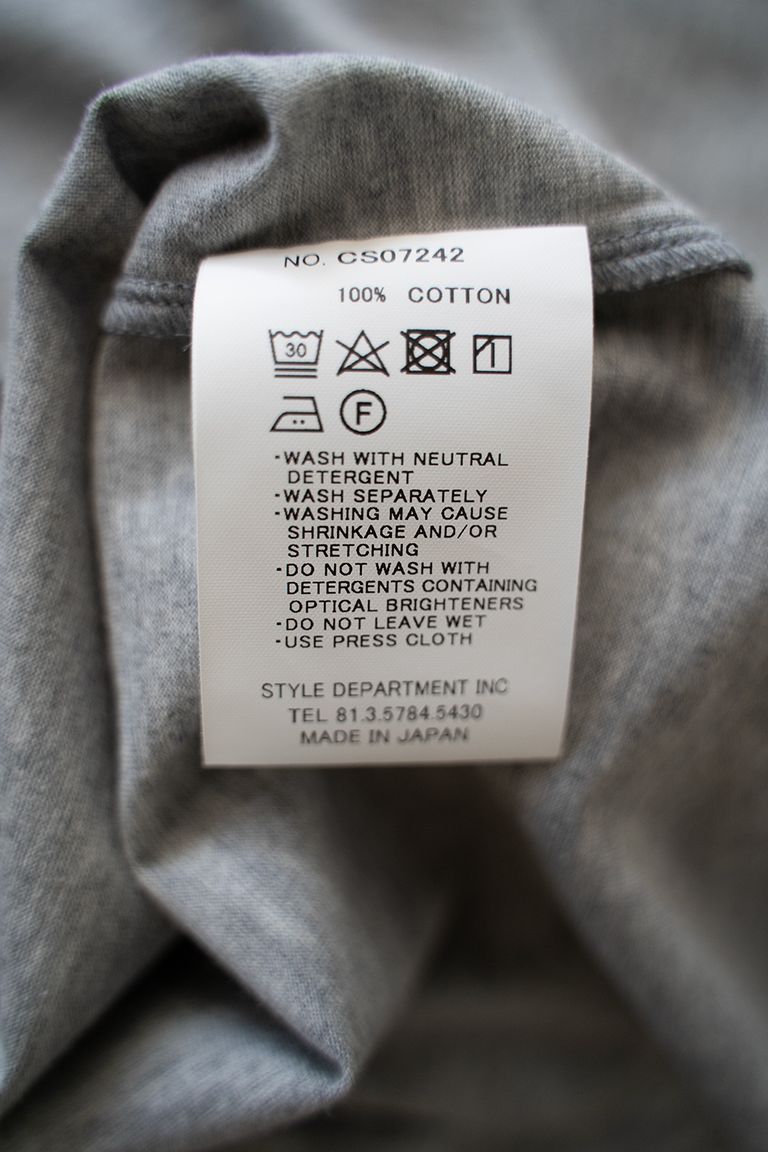 NO. CS07242
100% COTTON
30
F
-WASH WITH NEUTRAL
DETERGENT
-WASH SEPARATELY
-WASHING MAY CAUSE
SHRINKAGE AND/OR
STRETCHING
-DO NOT WASH WITH
DETERGENTS CONTAINING
OPTICAL BRIGHTENERS
-DO NOT LEAVE WET
-USE PRESS CLOTH
STYLE DEPARTMENT INC
TEL 81.3.5784.5430
MADE IN JAPAN